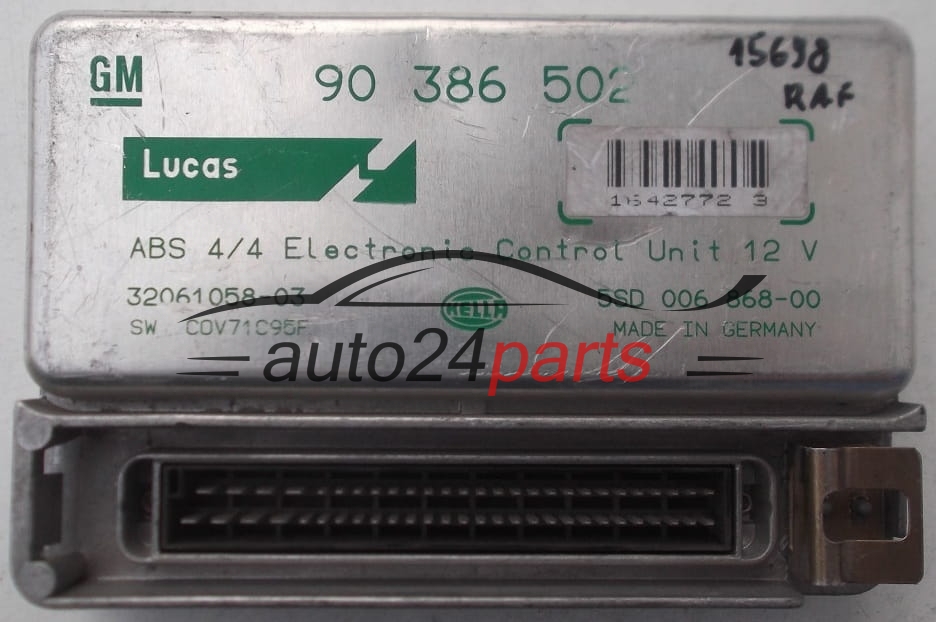 GM
90 386 502
15698
RAF
Lucas
1642772 3
ABS 4/4 Electronic Control Unit 12 V
32061058-03
HELLA
5SD 006 868-00
SW COV71C95F
MADE IN GERMANY
auto24parts